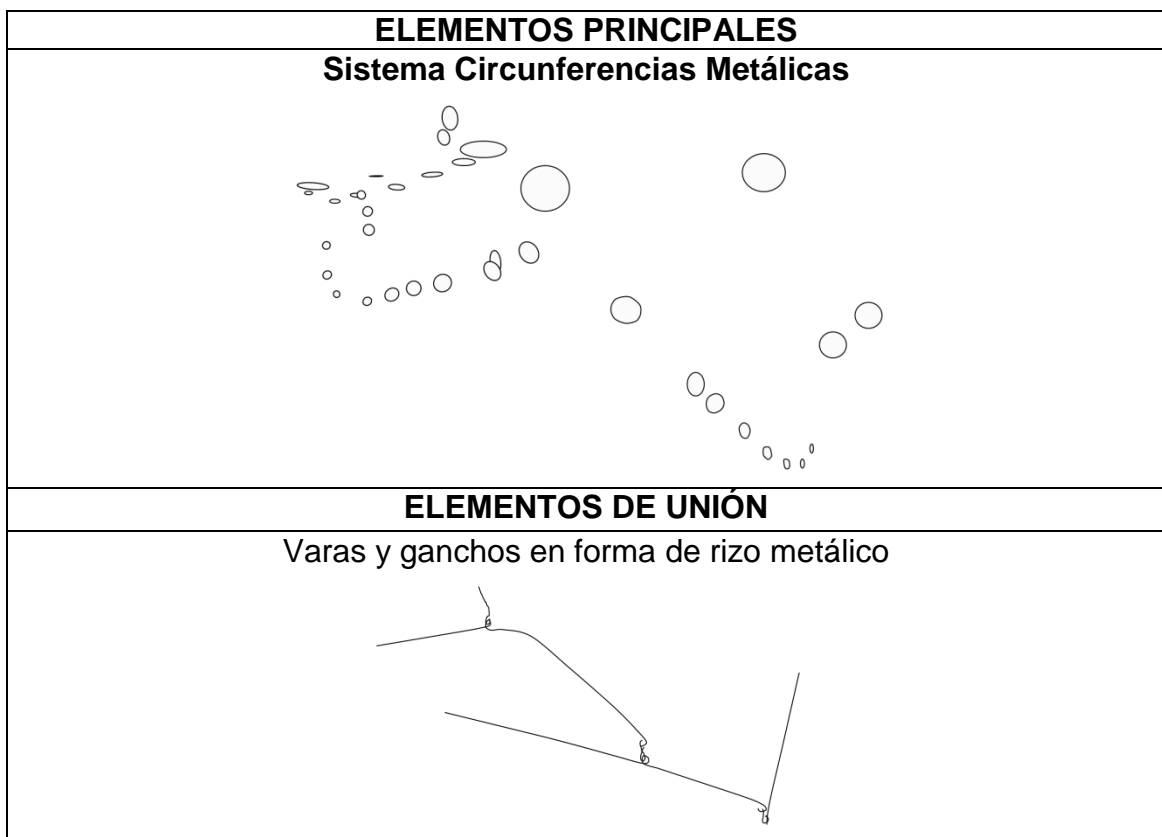 ELEMENTOS PRINCIPALES
Sistema Circunferencias Metálicas
ELEMENTOS DE UNIÓN
Varas y ganchos en forma de rizo metálico